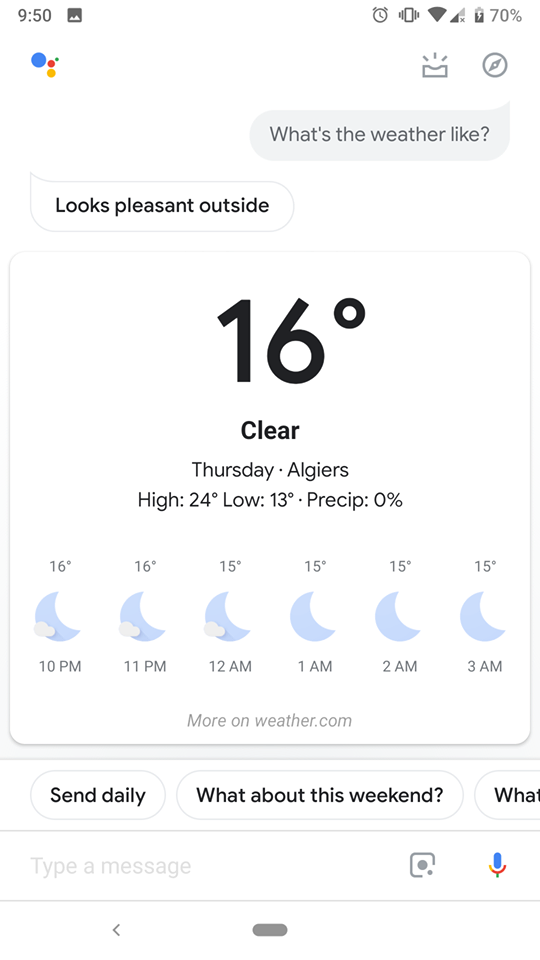 9:50 70%
What's the weather like?
Looks pleasant outside
16°
Clear
Thursday · Algiers
High: 24° Low: 13° · Precip: 0%
16° 16° 15° 15° 15° 15°
10 PM 11 PM 12 AM 1 AM 2 AM 3 AM
More on weather.com
Send daily What about this weekend? What
Type a message